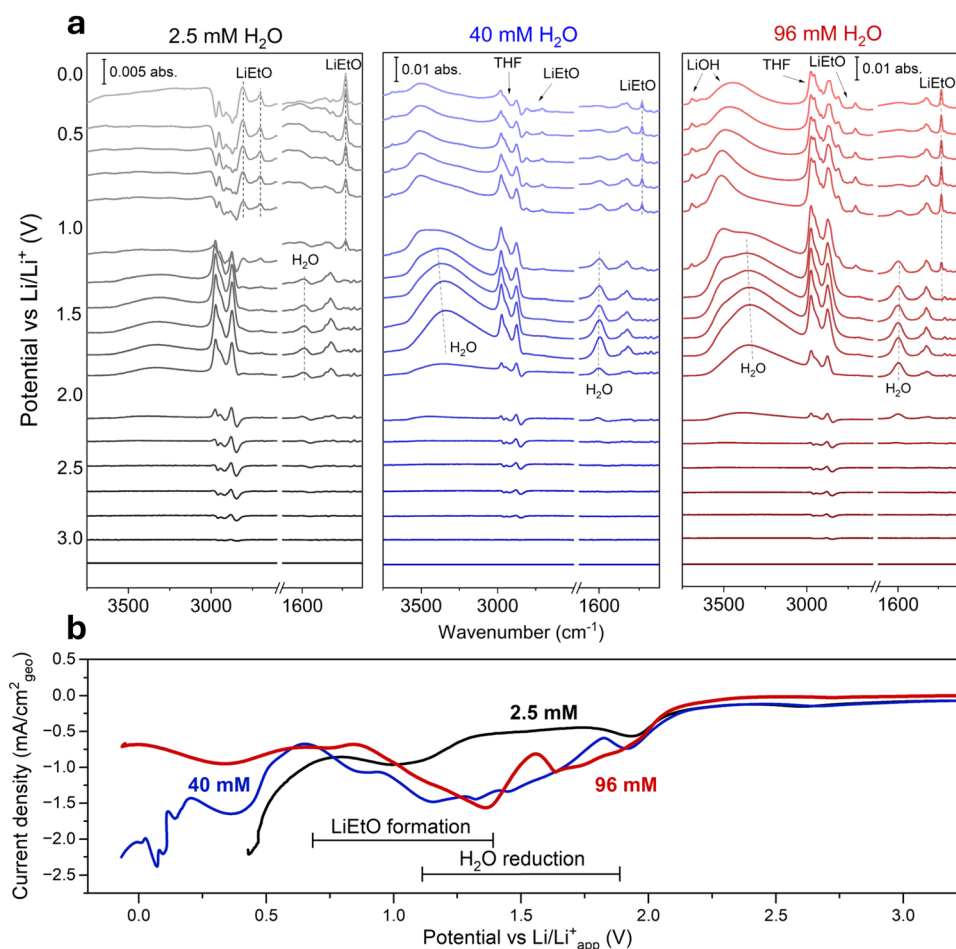 a
2.5 mM H₂O
40 mM H₂O
96 mM H₂O
0.005 abs.
LiEtO
LiEtO
0.01 abs.
THF
LiEtO
LiEtO
LiOH
THF
LiEtO
0.01 abs.
LiEtO
Potential vs Li/Li⁺ (V)
0.0
0.5
1.0
1.5
2.0
2.5
3.0
H₂O
H₂O
H₂O
H₂O
H₂O
3500
3000
1600
3500
3000
1600
3500
3000
1600
Wavenumber (cm⁻¹)
b
Current density (mA/cm²geo)
0.5
0.0
−0.5
−1.0
−1.5
−2.0
−2.5
2.5 mM
40 mM
96 mM
LiEtO formation
H₂O reduction
0.0
0.5
1.0
1.5
2.0
2.5
3.0
Potential vs Li/Li⁺app (V)